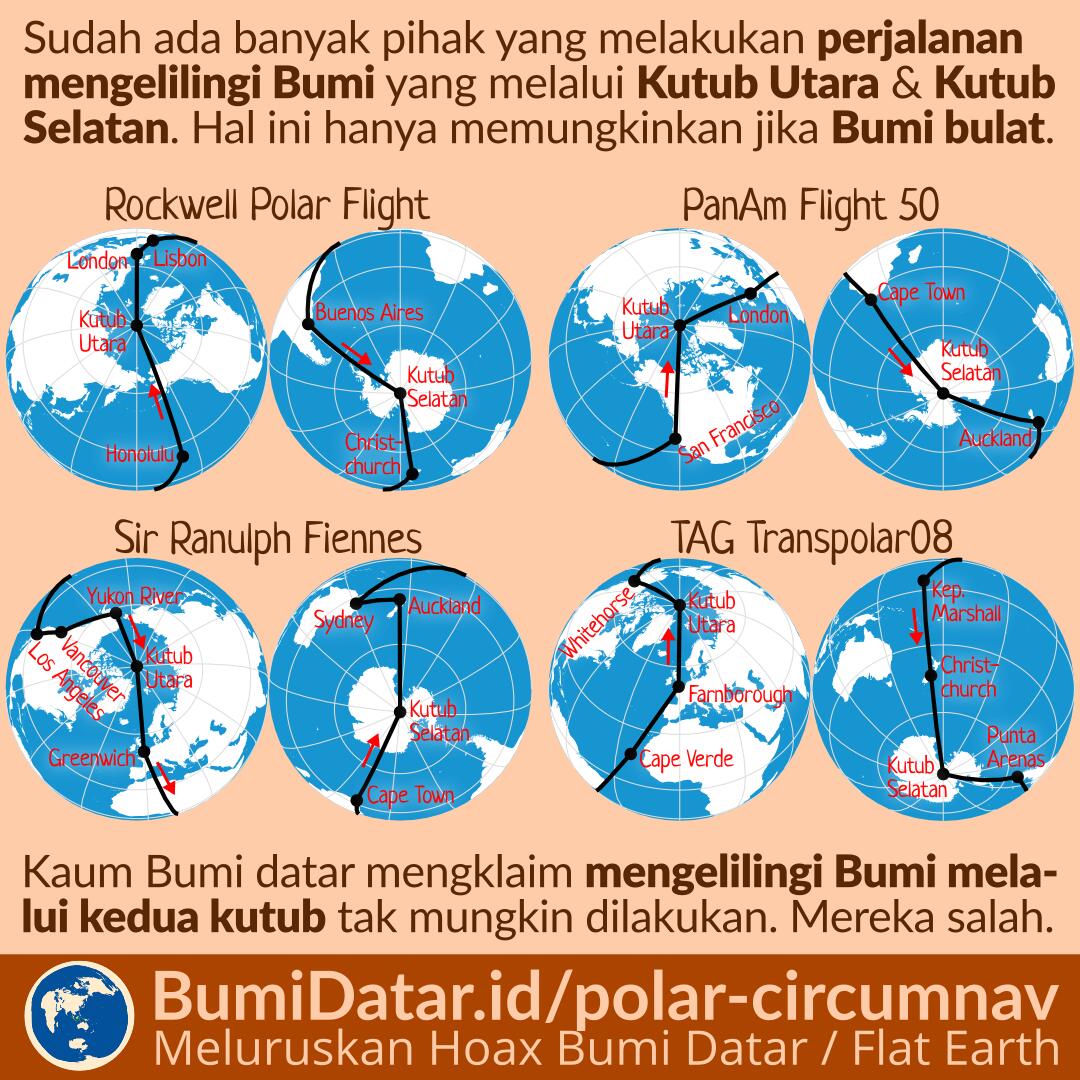 Sudah ada banyak pihak yang melakukan perjalanan
mengelilingi Bumi yang melalui Kutub Utara & Kutub
Selatan. Hal ini hanya memungkinkan jika Bumi bulat.
Rockwell Polar Flight
London
Lisbon
Kutub
Utara
Honolulu
Buenos Aires
Kutub
Selatan
Christ-
church
PanAm Flight 50
Kutub
Utara
London
San Francisco
Cape Town
Kutub
Selatan
Auckland
Sir Ranulph Fiennes
Yukon River
Vancouver
Los Angeles
Kutub
Utara
Greenwich
Sydney
Auckland
Kutub
Selatan
Cape Town
TAG Transpolar08
Whitehorse
Kutub
Utara
Farnborough
Cape Verde
Kep.
Marshall
Christ-
church
Punta
Arenas
Kutub
Selatan
Kaum Bumi datar mengklaim mengelilingi Bumi mela-
lui kedua kutub tak mungkin dilakukan. Mereka salah.
BumiDatar.id/polar-circumnav
Meluruskan Hoax Bumi Datar / Flat Earth